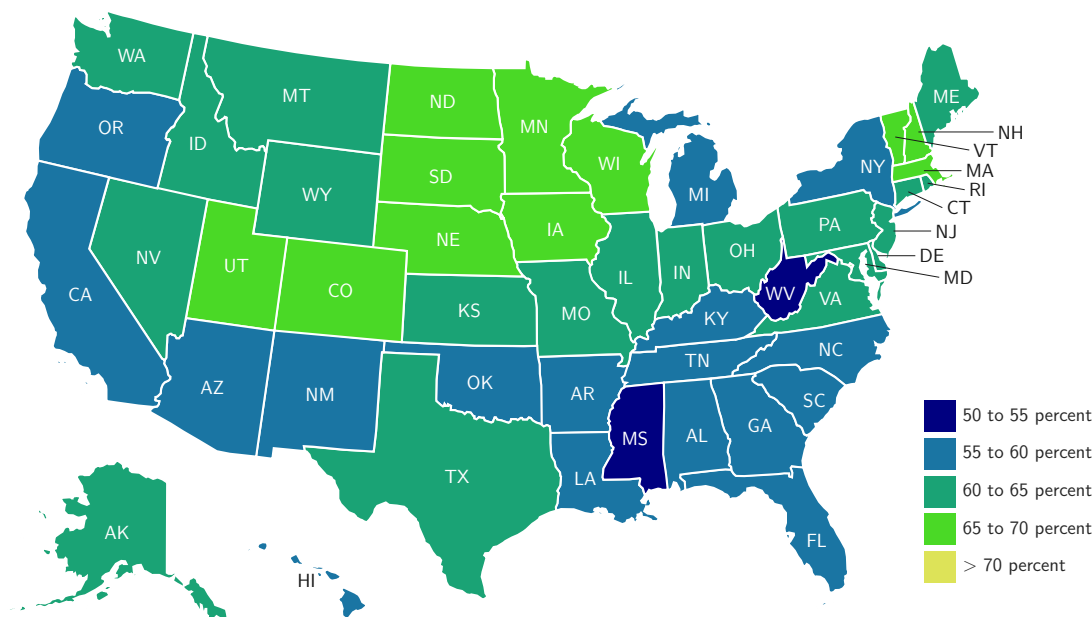 WA
MT
ND
MN
ME
OR
ID
SD
WI
NH
VT
MA
RI
CT
NY
MI
WY
NE
IA
PA
NJ
DE
MD
NV
UT
CO
IL
IN
OH
WV
VA
CA
KS
MO
KY
AZ
NM
OK
AR
TN
NC
SC
MS
AL
GA
TX
LA
FL
AK
HI
50 to 55 percent
55 to 60 percent
60 to 65 percent
65 to 70 percent
> 70 percent